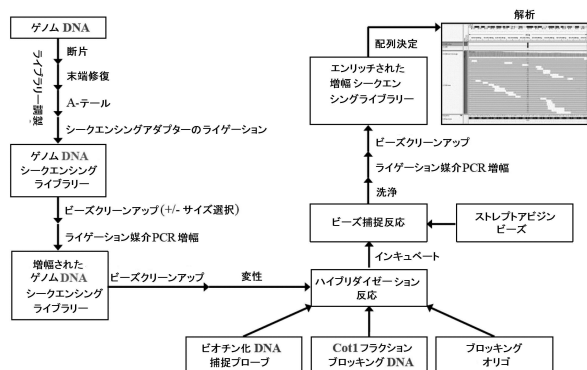 ゲノム DNA
断片
末端修復
A-テール
シークエンシングアダプターのライゲーション
ライブラリー調製
ゲノム DNA
シークエンシング
ライブラリー
ビーズクリーンアップ (+/- サイズ選択)
ライゲーション媒介 PCR 増幅
増幅された
ゲノム DNA
シークエンシング
ライブラリー
ビーズクリーンアップ
変性
ハイブリダイゼーション
反応
ビオチン化 DNA
捕捉プローブ
Cot1 フラクション
ブロッキング DNA
ブロッキング
オリゴ
インキュベート
ビーズ捕捉反応
ストレプトアビジン
ビーズ
洗浄
ライゲーション媒介PCR 増幅
ビーズクリーンアップ
エンリッチされた
増幅 シークエン
シングライブラリー
配列決定
解析